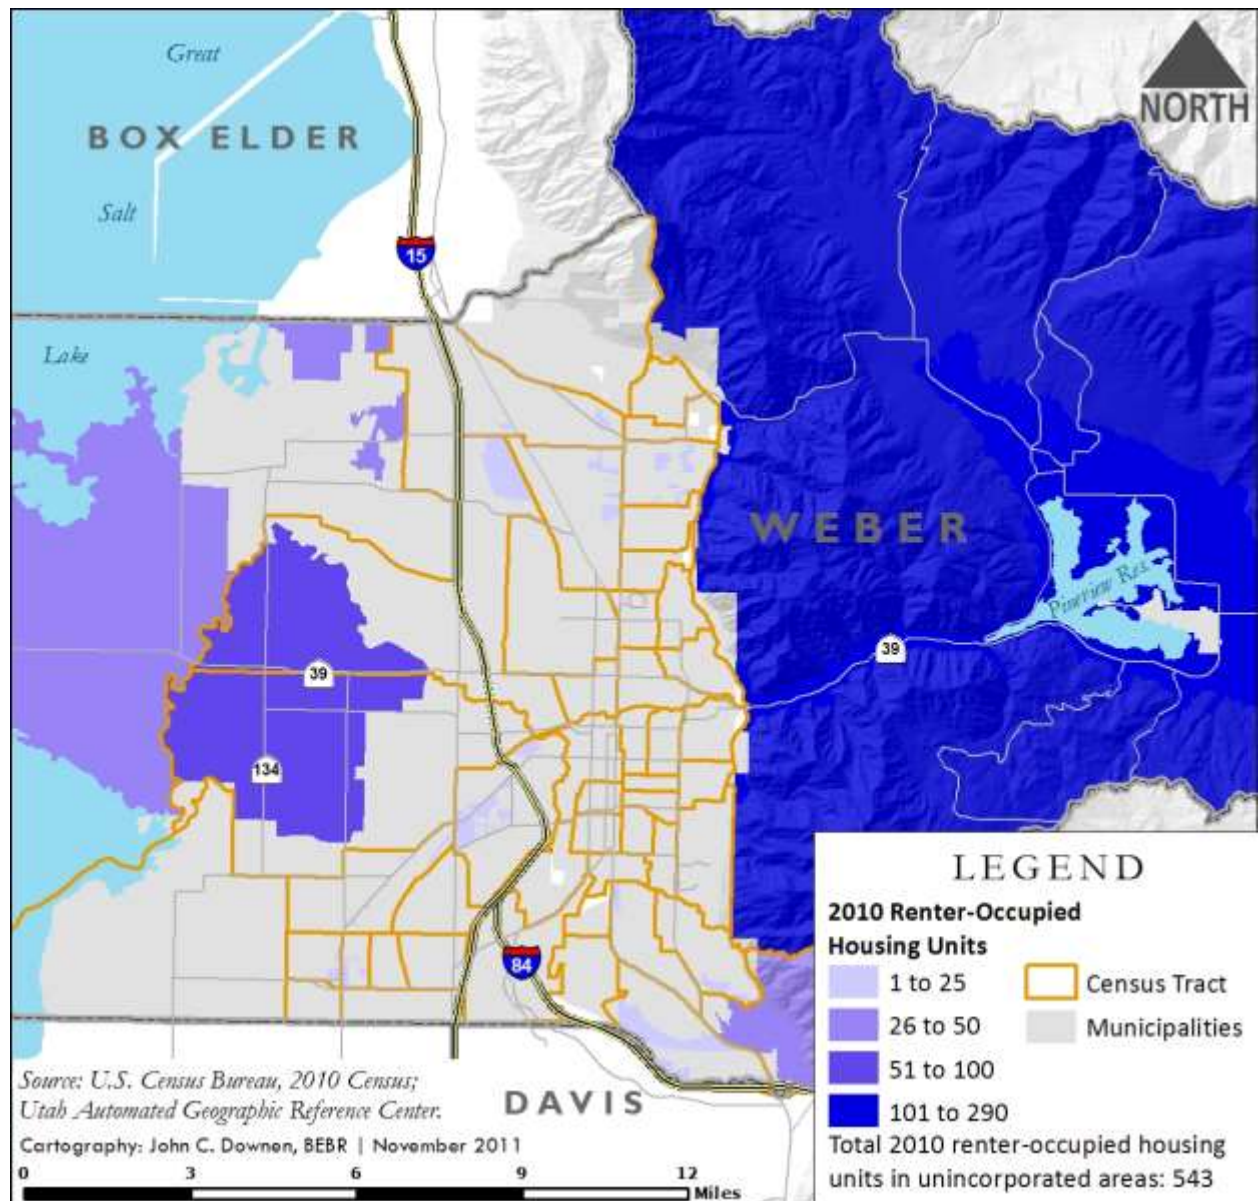 Great
BOX ELDER
NORTH
Salt
15
Lake
WEBER
Pineview Res.
39
39
134
84
DAVIS
LEGEND
2010 Renter-Occupied
Housing Units
1 to 25
26 to 50
51 to 100
101 to 290
Census Tract
Municipalities
Total 2010 renter-occupied housing
units in unincorporated areas: 543
Source: U.S. Census Bureau, 2010 Census;
Utah Automated Geographic Reference Center.
Cartography: John C. Downen, BEBR | November 2011
0 3 6 9 12
Miles